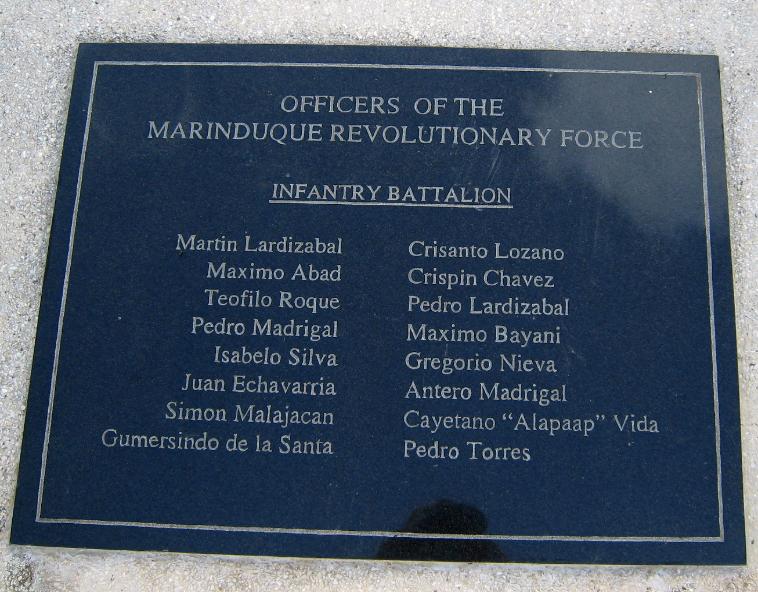 OFFICERS OF THE
MARINDUQUE REVOLUTIONARY FORCE
INFANTRY BATTALION
Martin Lardizabal
Maximo Abad
Teofilo Roque
Pedro Madrigal
Isabelo Silva
Juan Echavarria
Simon Malajacan
Gumersindo de la Santa
Crisanto Lozano
Crispin Chavez
Pedro Lardizabal
Maximo Bayani
Gregorio Nieva
Antero Madrigal
Cayetano "Alapaap" Vida
Pedro Torres